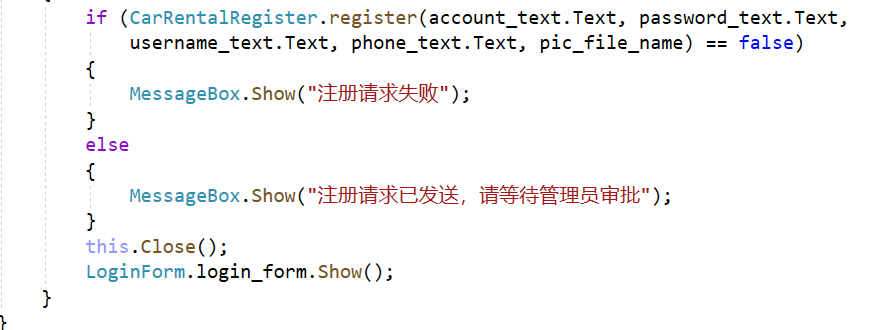 if (CarRentalRegister.register(account_text.Text, password_text.Text,
username_text.Text, phone_text.Text, pic_file_name) == false)
{
MessageBox.Show("注册请求失败");
}
else
{
MessageBox.Show("注册请求已发送，请等待管理员审批");
}
this.Close();
LoginForm.login_form.Show();
}
}